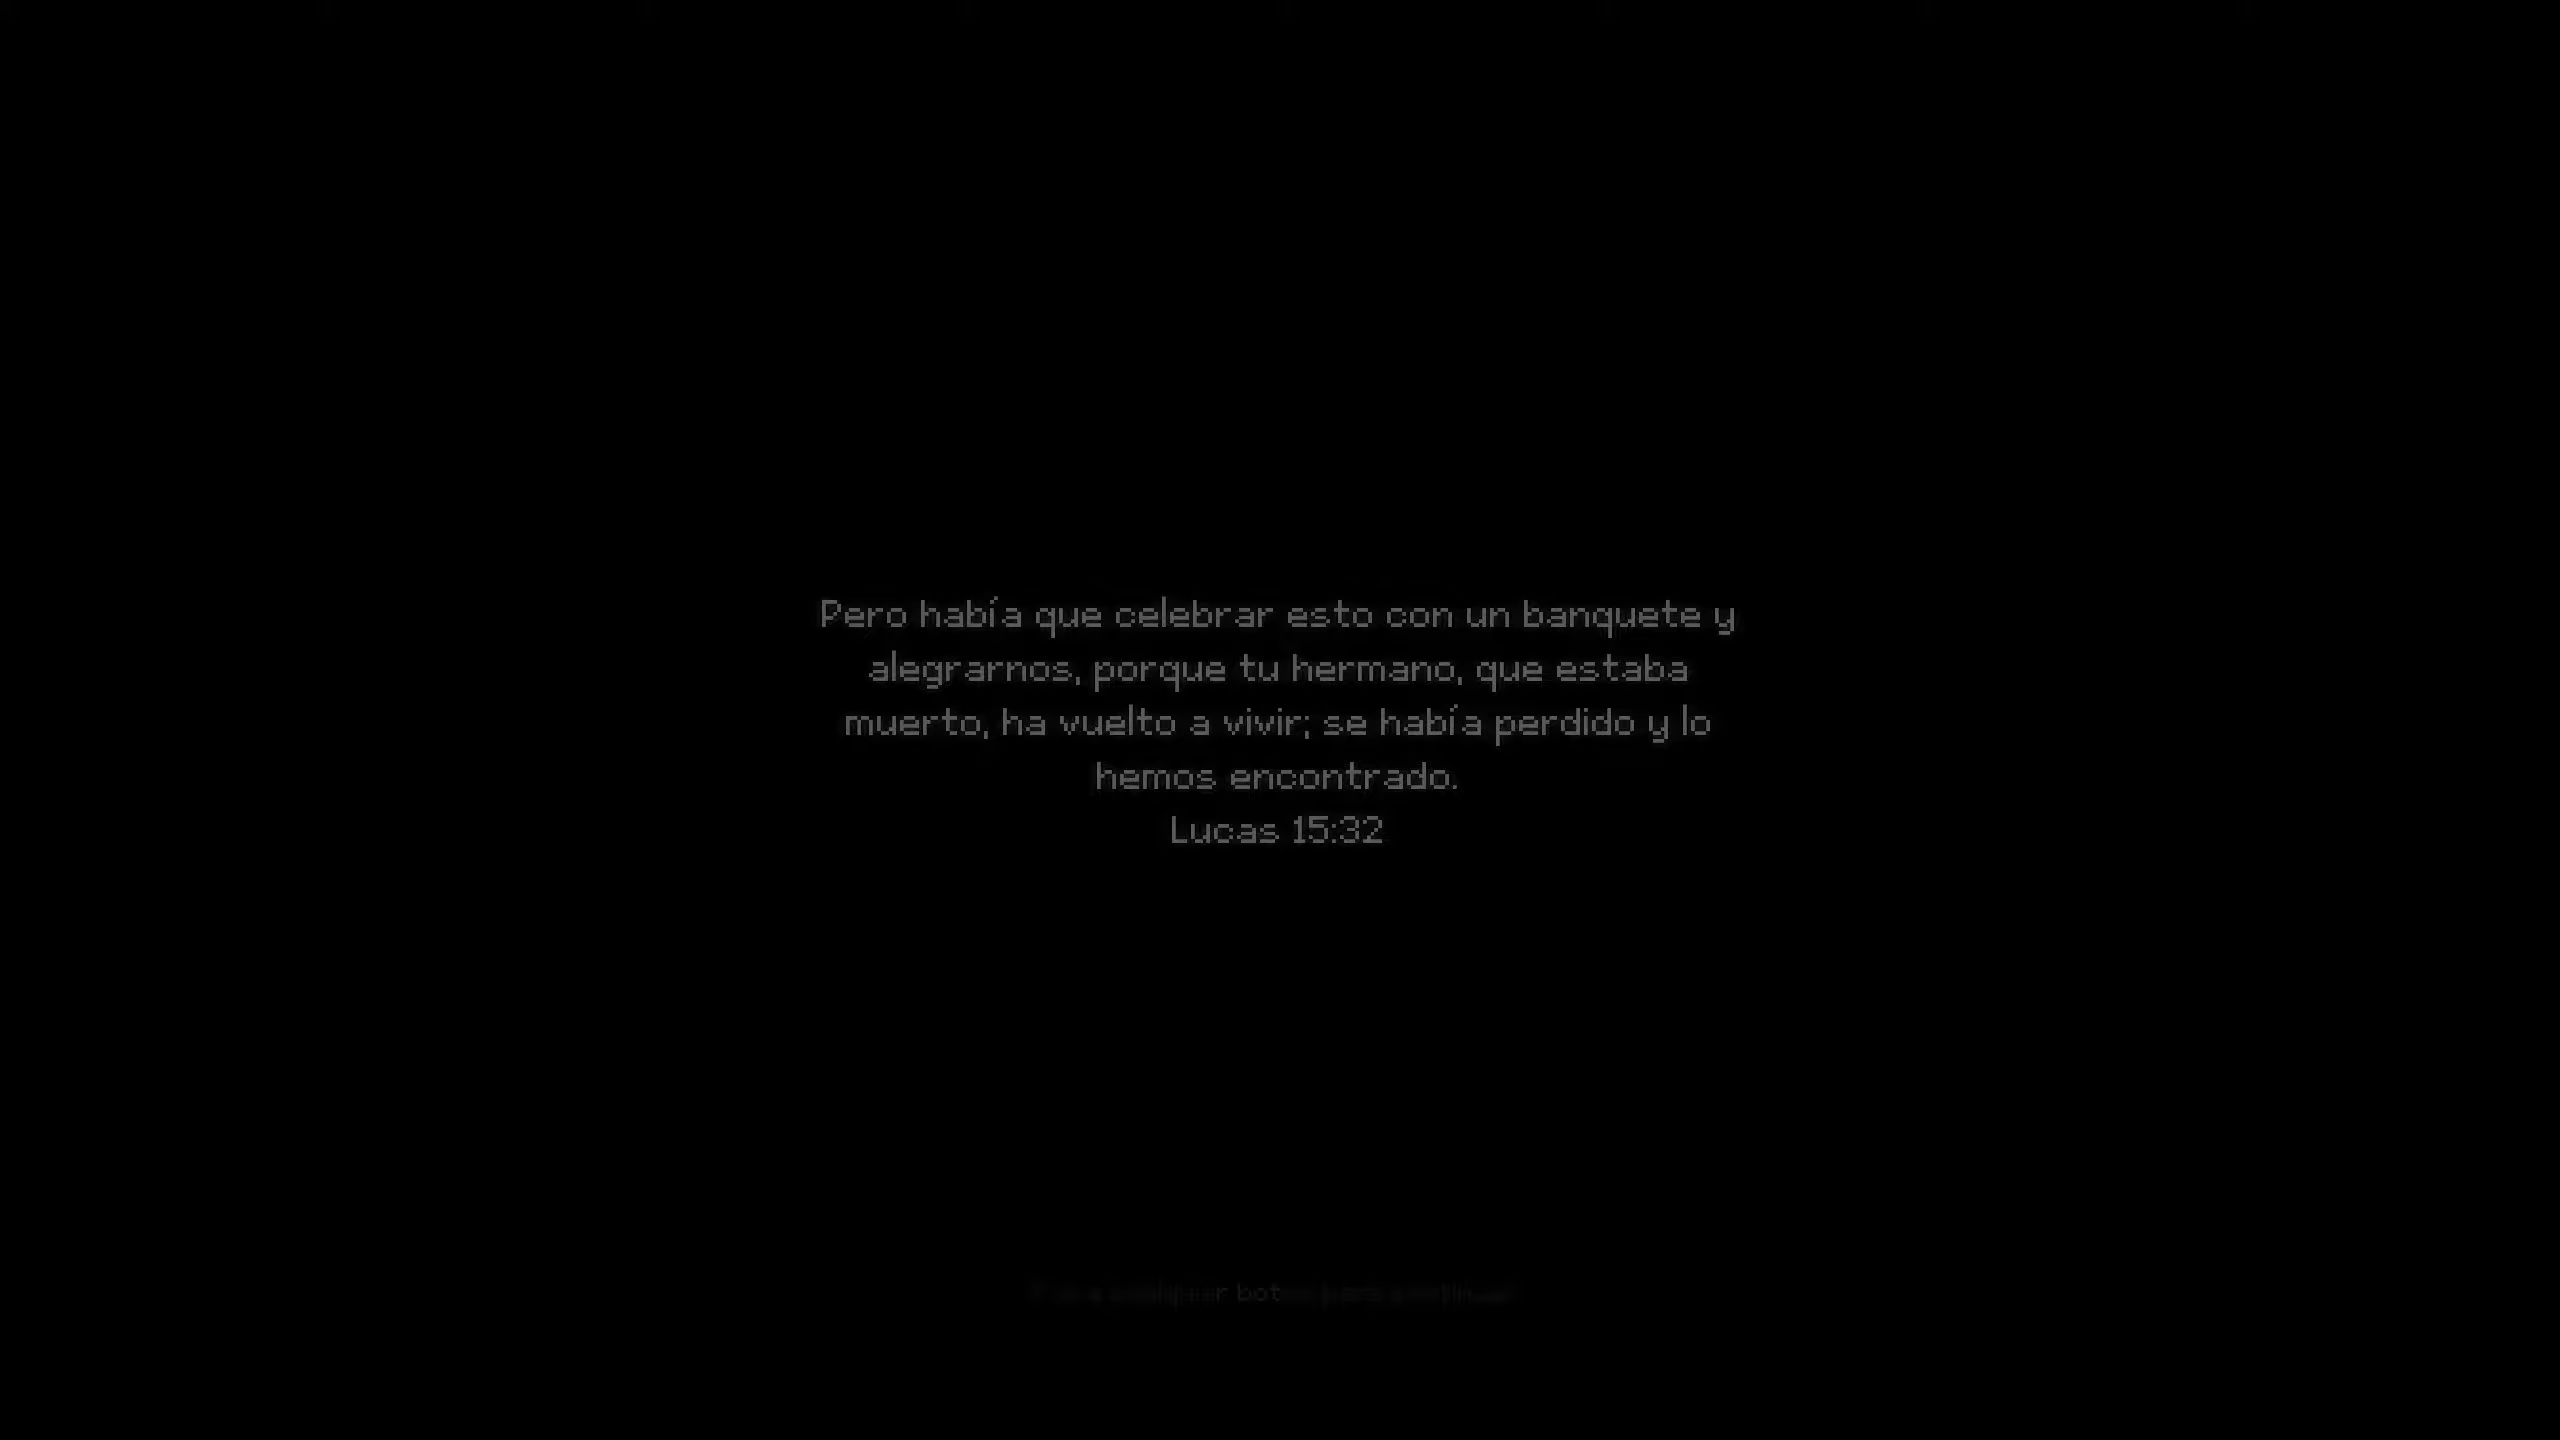 Pero había que celebrar esto con un banquete y
alegrarnos, porque tu hermano, que estaba
muerto, ha vuelto a vivir; se había perdido y lo
hemos encontrado.
Lucas 15:32